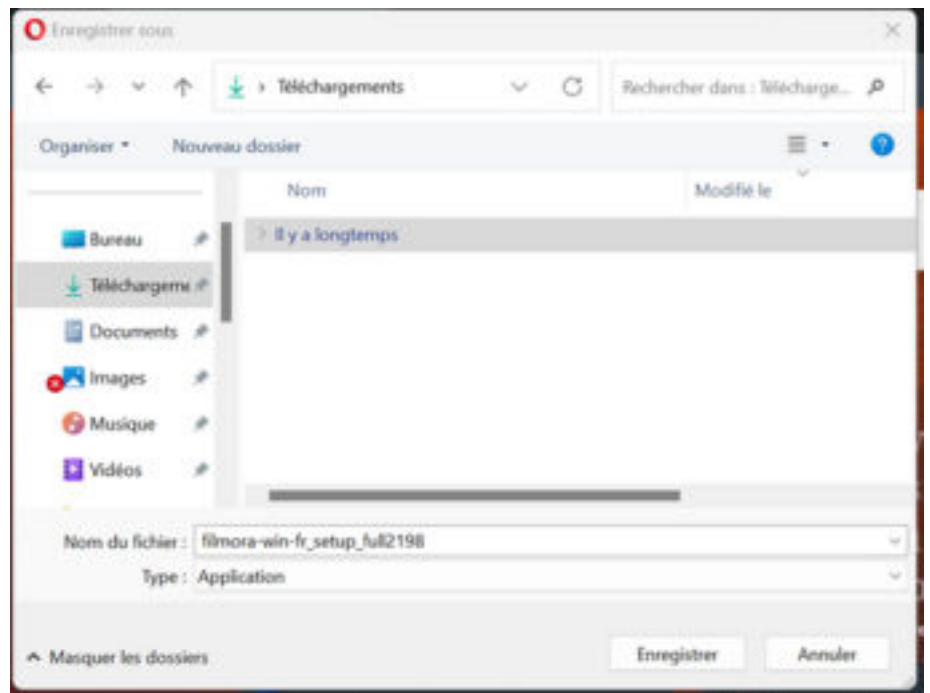 Enregistrer sous
Téléchargements
Rechercher dans : Télécharge...
Organiser
Nouveau dossier
Nom
Modifié le
Bureau
Il y a longtemps
Téléchargeme
Documents
Images
Musique
Vidéos
Nom du fichier : filmora-win-fr_setup_full2198
Type : Application
Masquer les dossiers
Enregistrer
Annuler